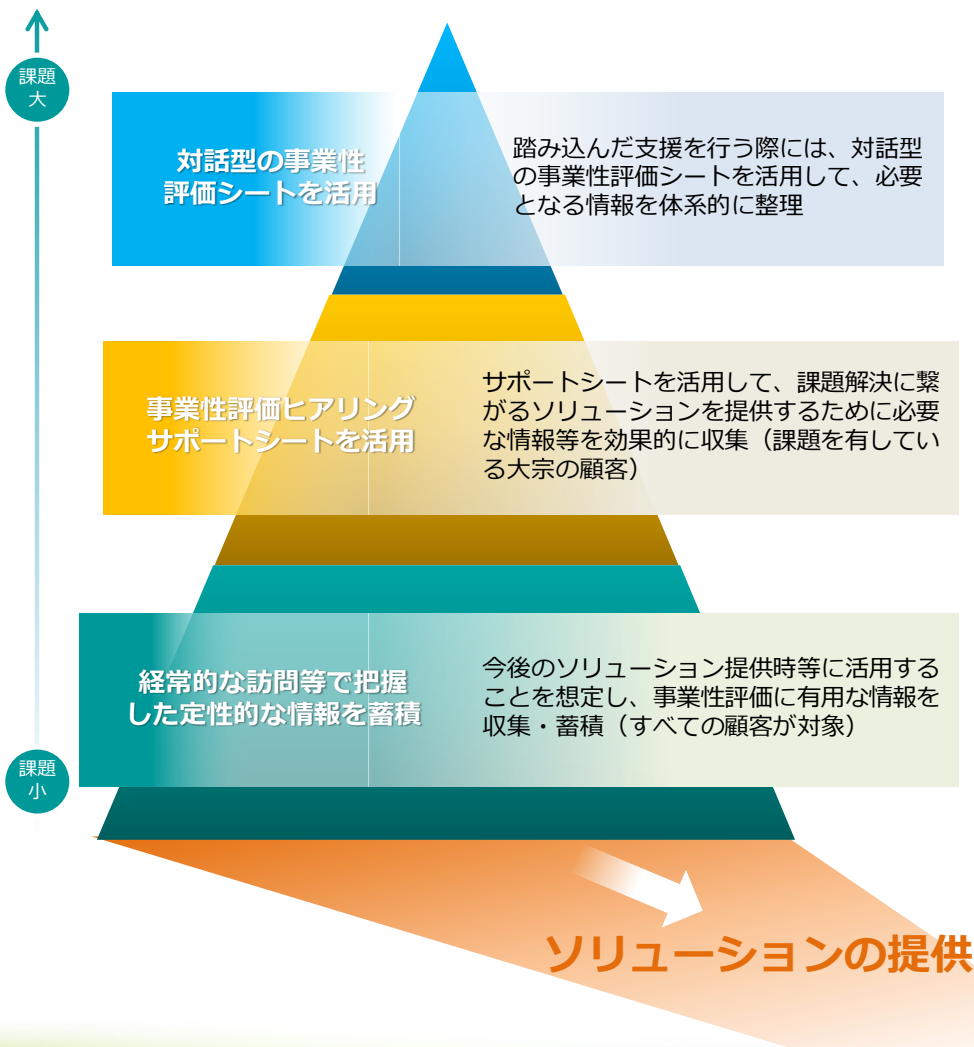 課題
大
対話型の事業性
評価シートを活用
踏み込んだ支援を行う際には、対話型
の事業性評価シートを活用して、必要
となる情報を体系的に整理
事業性評価ヒアリング
サポートシートを活用
サポートシートを活用して、課題解決に繋
がるソリューションを提供するために必要
な情報等を効果的に収集（課題を有してい
る大宗の顧客）
経常的な訪問等で把握
した定性的な情報を蓄積
今後のソリューション提供時等に活用する
ことを想定し、事業性評価に有用な情報を
収集・蓄積（すべての顧客が対象）
課題
小
ソリューションの提供